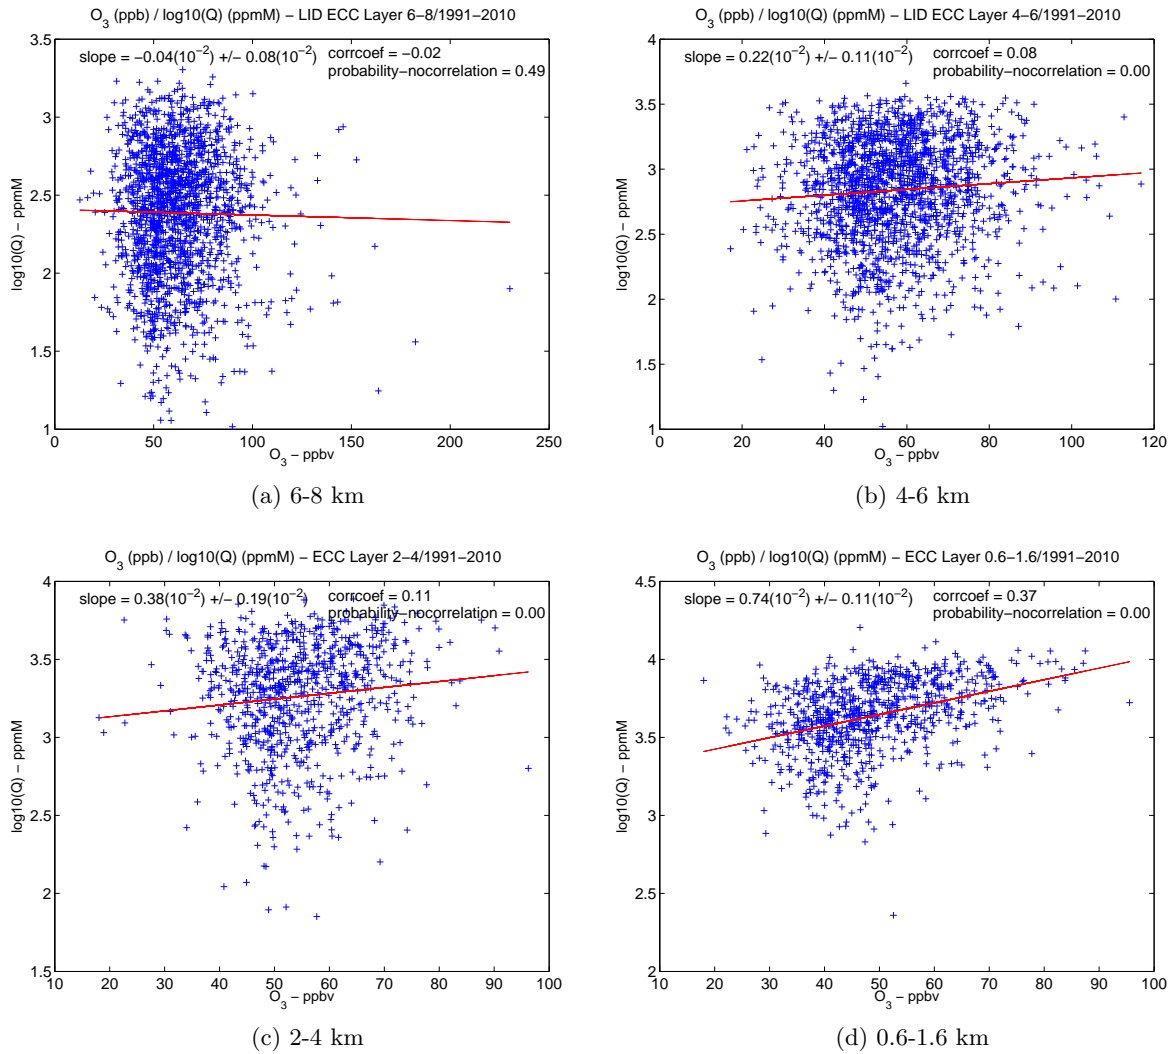 O3 (ppb) / log10(Q) (ppmM) − LID ECC Layer 6−8/1991−2010
slope = −0.04(10^−2) +/− 0.08(10^−2)
corrcoef = −0.02
probability−nocorrelation = 0.49
3.5
3
2.5
2
1.5
1
log10(Q) − ppmM
0 50 100 150 200 250
O3 − ppbv
(a) 6-8 km
O3 (ppb) / log10(Q) (ppmM) − LID ECC Layer 4−6/1991−2010
slope = 0.22(10^−2) +/− 0.11(10^−2)
corrcoef = 0.08
probability−nocorrelation = 0.00
4
3.5
3
2.5
2
1.5
1
log10(Q) − ppmM
0 20 40 60 80 100 120
O3 − ppbv
(b) 4-6 km
O3 (ppb) / log10(Q) (ppmM) − ECC Layer 2−4/1991−2010
slope = 0.38(10^−2) +/− 0.19(10^−2)
corrcoef = 0.11
probability−nocorrelation = 0.00
4
3.5
3
2.5
2
1.5
log10(Q) − ppmM
10 20 30 40 50 60 70 80 90 100
O3 − ppbv
(c) 2-4 km
O3 (ppb) / log10(Q) (ppmM) − ECC Layer 0.6−1.6/1991−2010
slope = 0.74(10^−2) +/− 0.11(10^−2)
corrcoef = 0.37
probability−nocorrelation = 0.00
4.5
4
3.5
3
2.5
2
log10(Q) − ppmM
10 20 30 40 50 60 70 80 90 100
O3 − ppbv
(d) 0.6-1.6 km